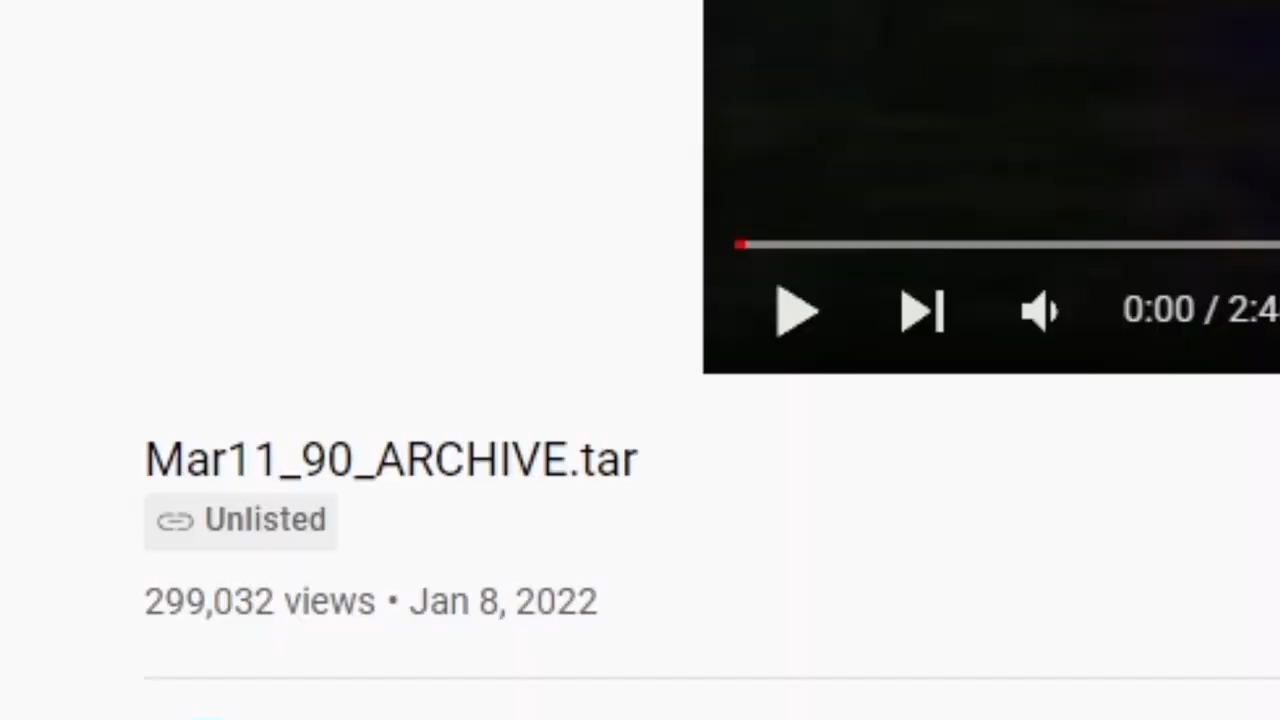 0:00 / 2:4
Mar11_90_ARCHIVE.tar
Unlisted
299,032 views • Jan 8, 2022